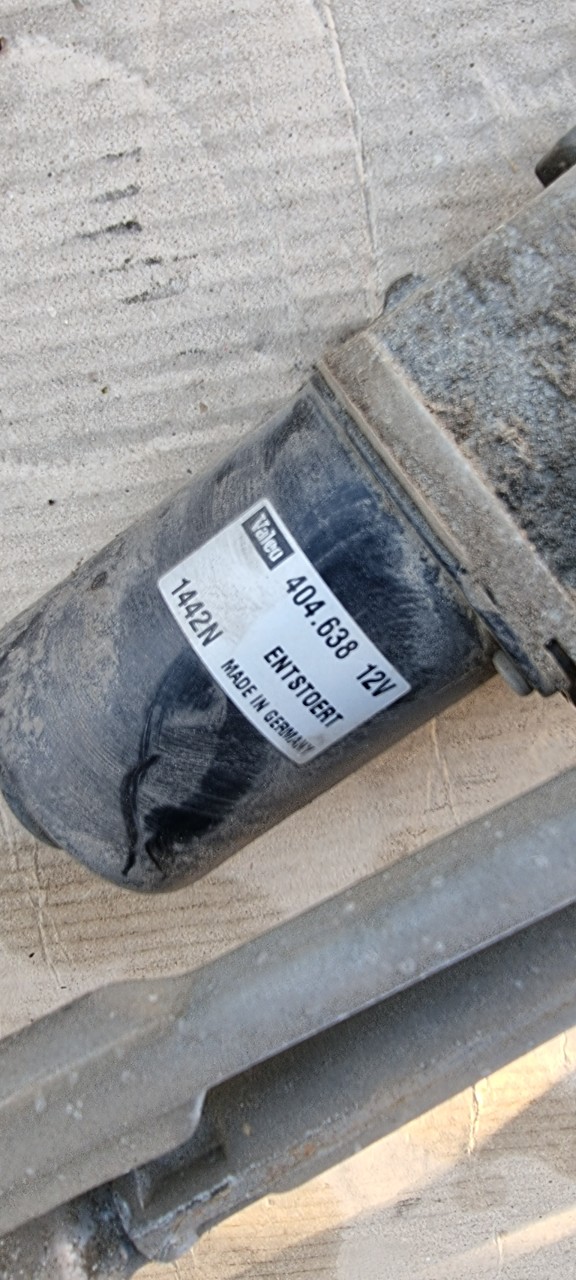 Valeo
404.638 12V
1442N
ENTSTOERT
MADE IN GERMANY